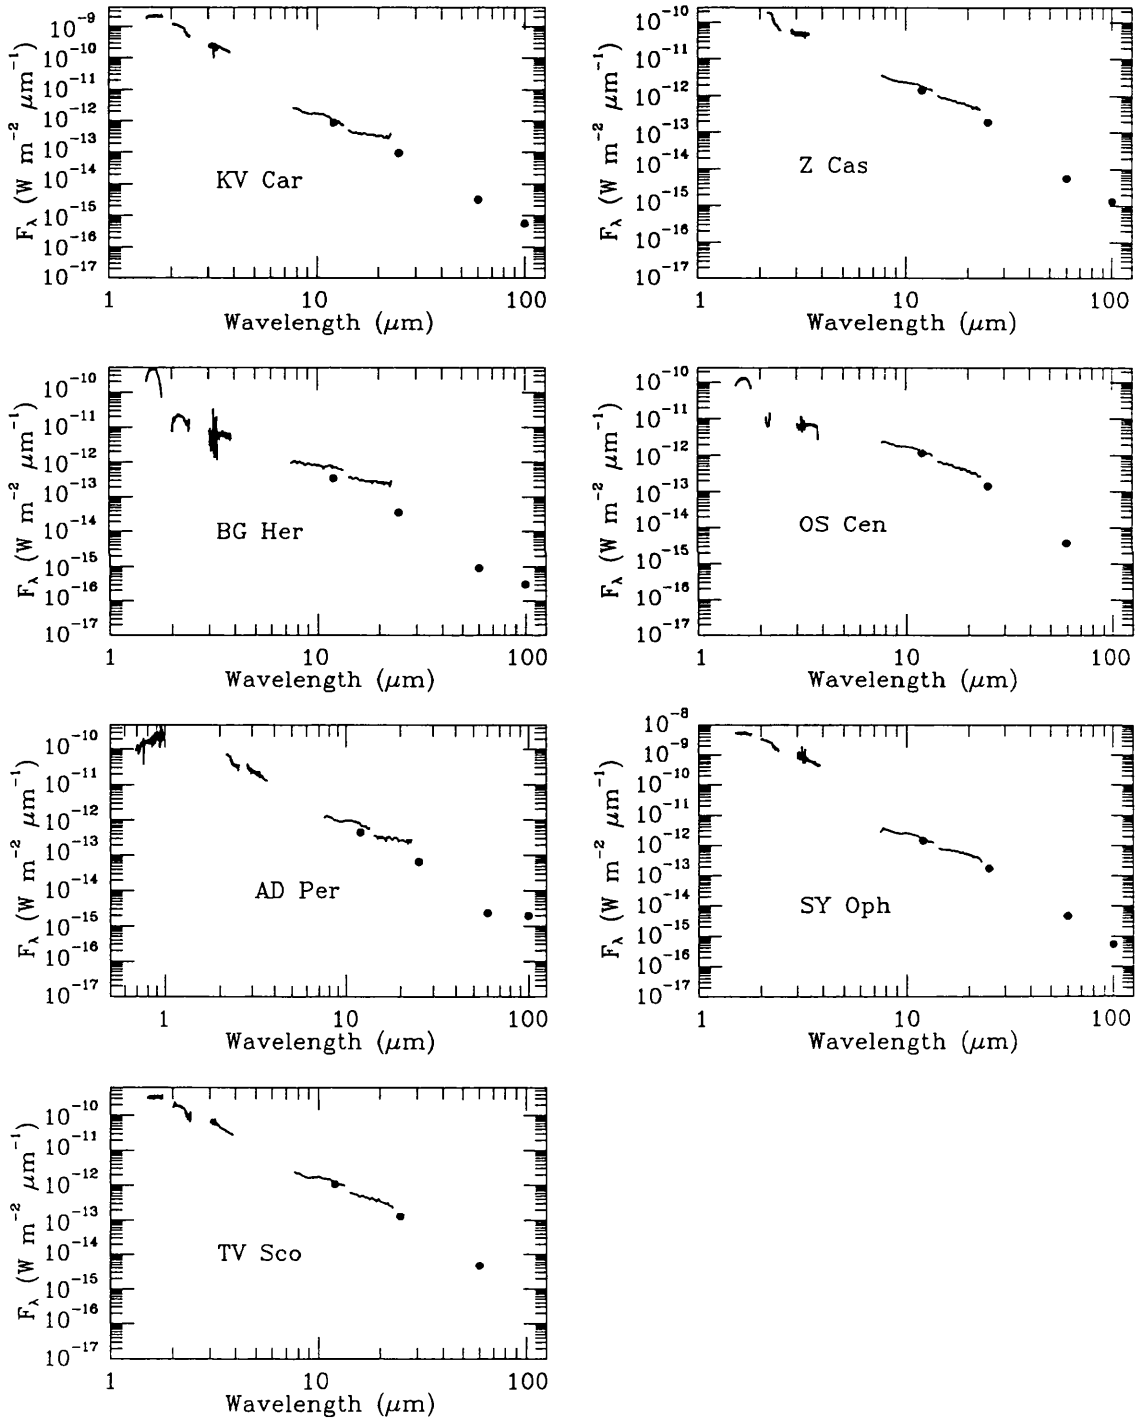 10⁻⁹
10⁻¹⁰
10⁻¹¹
10⁻¹²
10⁻¹³
10⁻¹⁴
10⁻¹⁵
10⁻¹⁶
10⁻¹⁷
F_λ (W m⁻² μm⁻¹)
KV Car
1 10 100
Wavelength (μm)
10⁻¹⁰
10⁻¹¹
10⁻¹²
10⁻¹³
10⁻¹⁴
10⁻¹⁵
10⁻¹⁶
10⁻¹⁷
F_λ (W m⁻² μm⁻¹)
Z Cas
1 10 100
Wavelength (μm)
10⁻¹⁰
10⁻¹¹
10⁻¹²
10⁻¹³
10⁻¹⁴
10⁻¹⁵
10⁻¹⁶
10⁻¹⁷
F_λ (W m⁻² μm⁻¹)
BG Her
1 10 100
Wavelength (μm)
10⁻¹⁰
10⁻¹¹
10⁻¹²
10⁻¹³
10⁻¹⁴
10⁻¹⁵
10⁻¹⁶
10⁻¹⁷
F_λ (W m⁻² μm⁻¹)
OS Cen
1 10 100
Wavelength (μm)
10⁻¹⁰
10⁻¹¹
10⁻¹²
10⁻¹³
10⁻¹⁴
10⁻¹⁵
10⁻¹⁶
10⁻¹⁷
F_λ (W m⁻² μm⁻¹)
AD Per
1 10 100
Wavelength (μm)
10⁻⁸
10⁻⁹
10⁻¹⁰
10⁻¹¹
10⁻¹²
10⁻¹³
10⁻¹⁴
10⁻¹⁵
10⁻¹⁶
10⁻¹⁷
F_λ (W m⁻² μm⁻¹)
SY Oph
1 10 100
Wavelength (μm)
10⁻¹⁰
10⁻¹¹
10⁻¹²
10⁻¹³
10⁻¹⁴
10⁻¹⁵
10⁻¹⁶
10⁻¹⁷
F_λ (W m⁻² μm⁻¹)
TV Sco
1 10 100
Wavelength (μm)